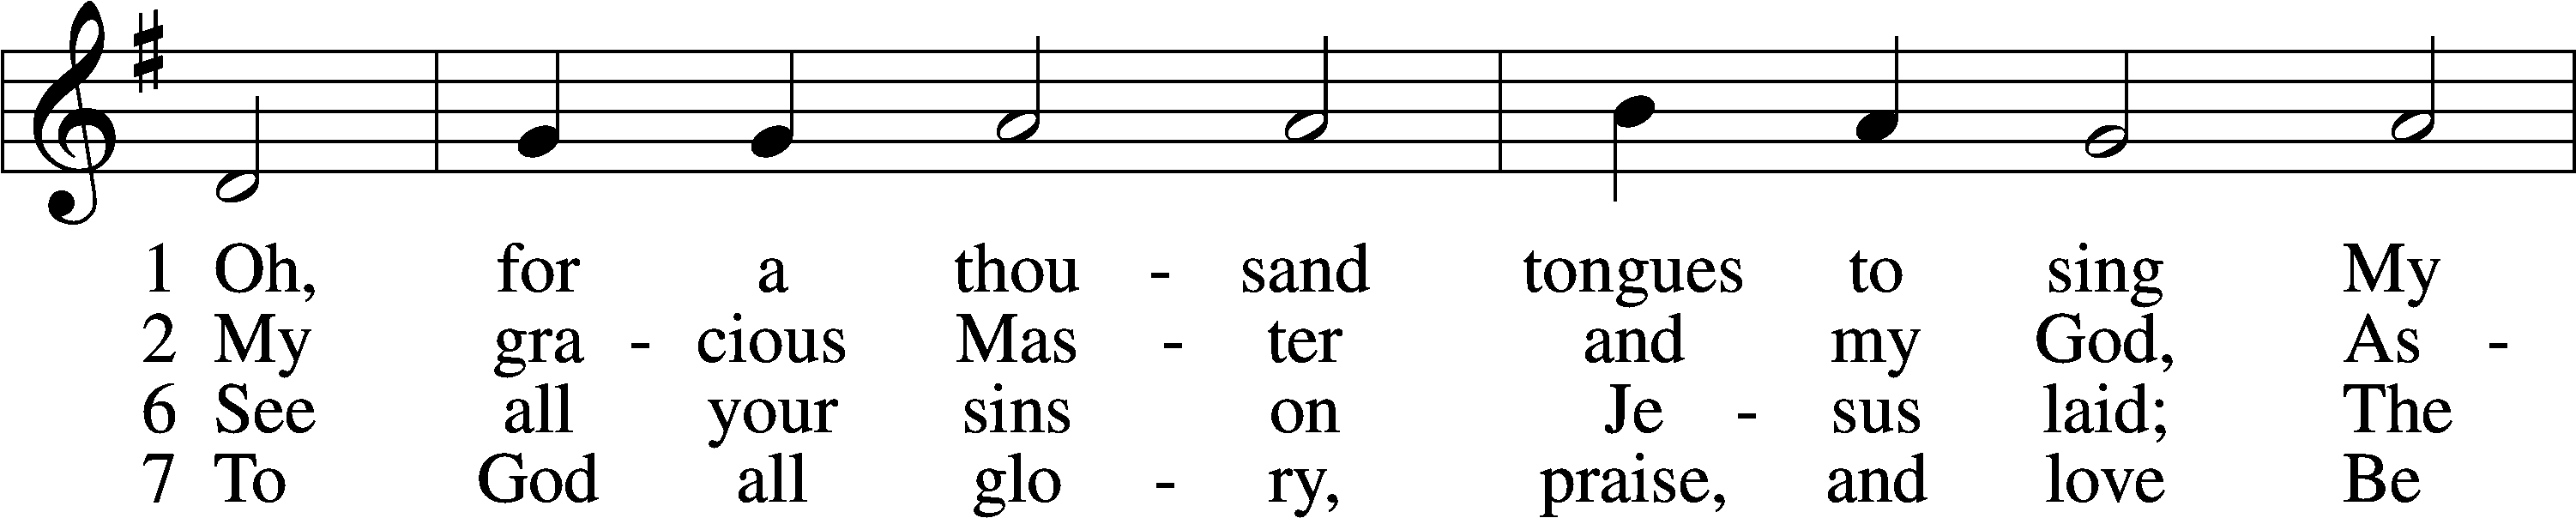 1 Oh, for a thou - sand tongues to sing My
2 My gra - cious Mas - ter and my God, As -
6 See all your sins on Je - sus laid; The
7 To God all glo - ry, praise, and love Be